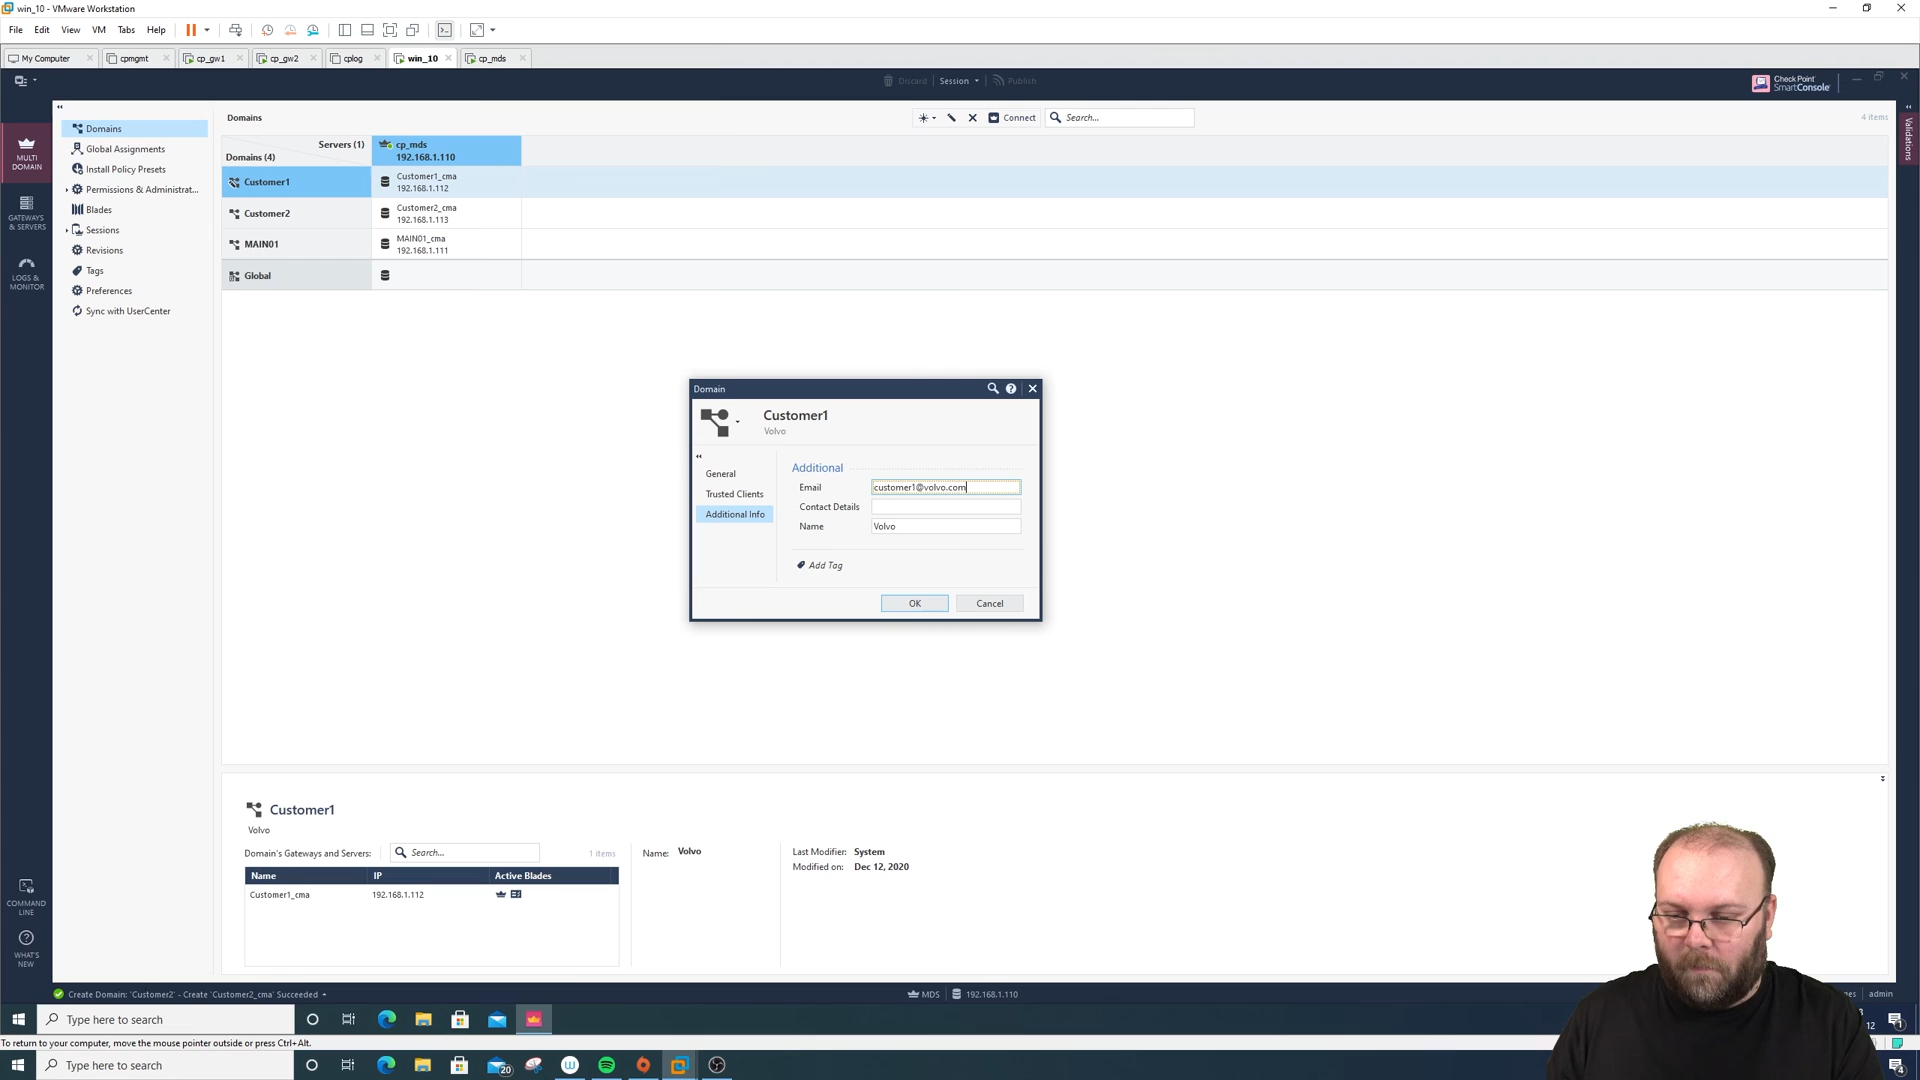 win_10 - VMware Workstation
File Edit View VM Tabs Help
My Computer cpmgmt cp_gw1 cp_gw2 cplog win_10 cp_mds
Discard Session Publish
Check Point
SmartConsole
MULTI
DOMAIN
GATEWAYS
& SERVERS
LOGS &
MONITOR
COMMAND
LINE
WHAT'S
NEW
Domains
Global Assignments
Install Policy Presets
Permissions & Administrat...
Blades
Sessions
Revisions
Tags
Preferences
Sync with UserCenter
Domains
Connect Search... 4 items
Validations
Servers (1)
Domains (4)
cp_mds
192.168.1.110
Customer1
Customer1_cma
192.168.1.112
Customer2
Customer2_cma
192.168.1.113
MAIN01
MAIN01_cma
192.168.1.111
Global
Domain
Customer1
Volvo
General
Trusted Clients
Additional Info
Additional
Email customer1@volvo.com
Contact Details
Name Volvo
Add Tag
OK Cancel
Customer1
Volvo
Domain's Gateways and Servers: Search... 1 items
Name IP Active Blades
Customer1_cma 192.168.1.112
Name: Volvo
Last Modifier: System
Modified on: Dec 12, 2020
Create Domain: 'Customer2' - Create 'Customer2_cma' Succeeded
MDS 192.168.1.110
admin
Type here to search
12
1
To return to your computer, move the mouse pointer outside or press Ctrl+Alt.
Type here to search
20
4